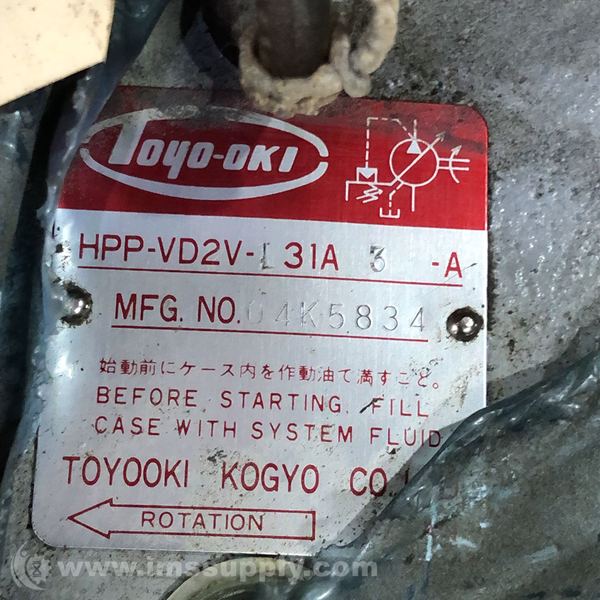 TOYO-OKI
HPP-VD2V-L31A 3 -A
MFG. NO. 04K5834
始動前にケース内を作動油で満すこと。
BEFORE STARTING, FILL
CASE WITH SYSTEM FLUID
TOYOOKI KOGYO CO.
ROTATION
© www.imssupply.com